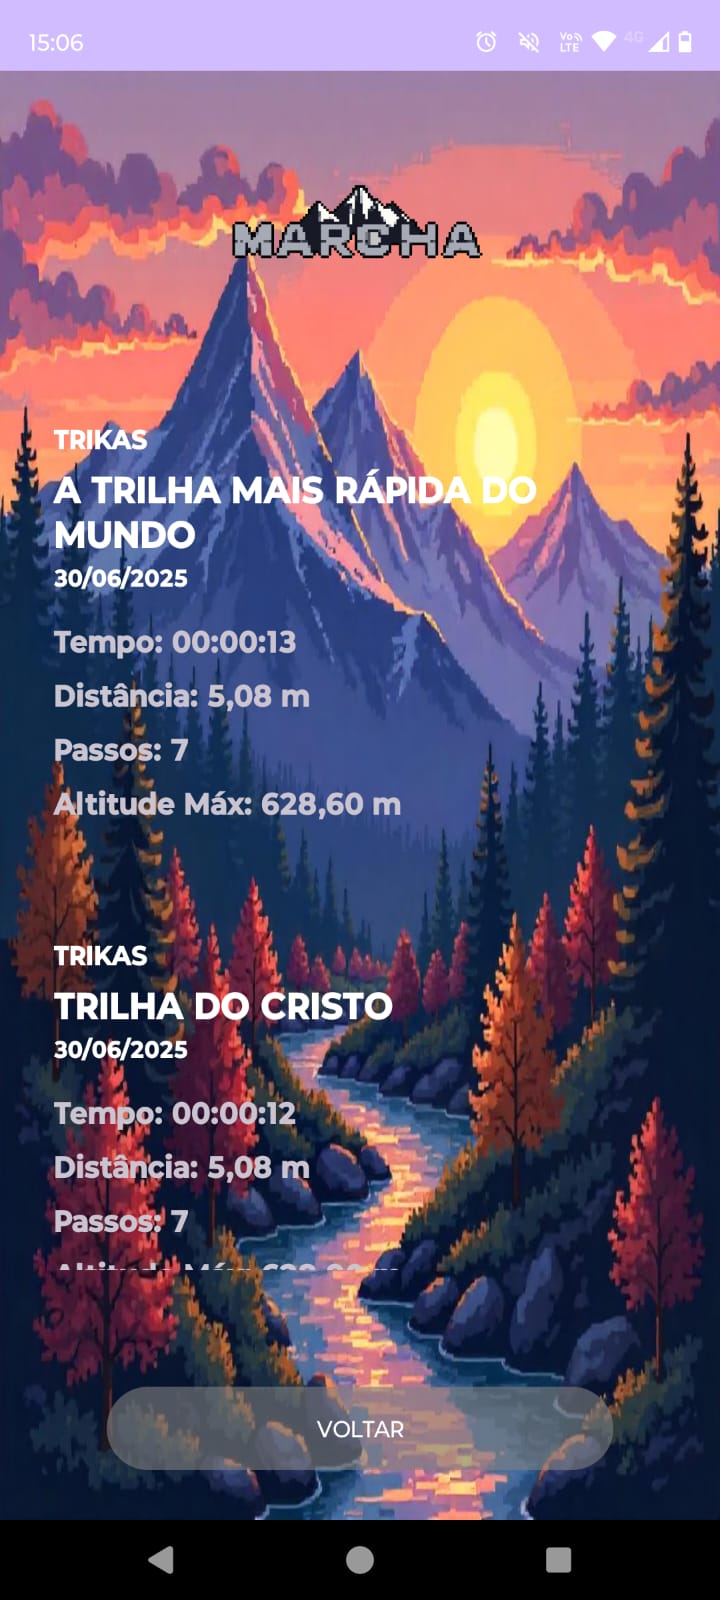 15:06
Vo LTE 4G
MARCHA
TRIKAS
A TRILHA MAIS RÁPIDA DO
MUNDO
30/06/2025
Tempo: 00:00:13
Distância: 5,08 m
Passos: 7
Altitude Máx: 628,60 m
TRIKAS
TRILHA DO CRISTO
30/06/2025
Tempo: 00:00:12
Distância: 5,08 m
Passos: 7
Altitude Máx:
VOLTAR